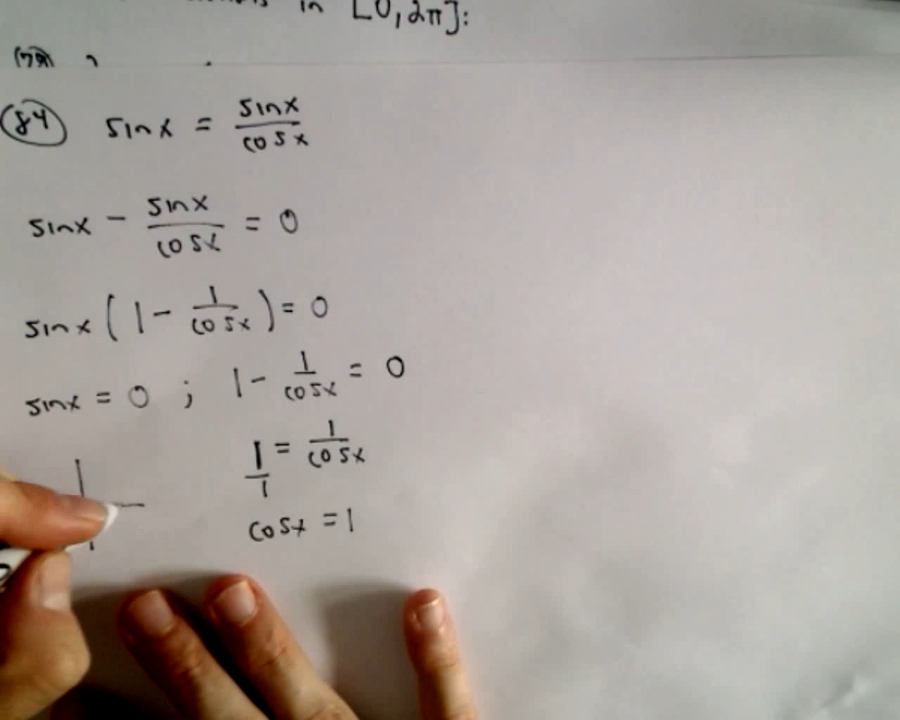 in [0, 2π]:
84 sinx = sinx/cosx
sinx - sinx/cosx = 0
sinx (1 - 1/cosx) = 0
sinx = 0 ; 1 - 1/cosx = 0
1/1 = 1/cosx
cosx = 1